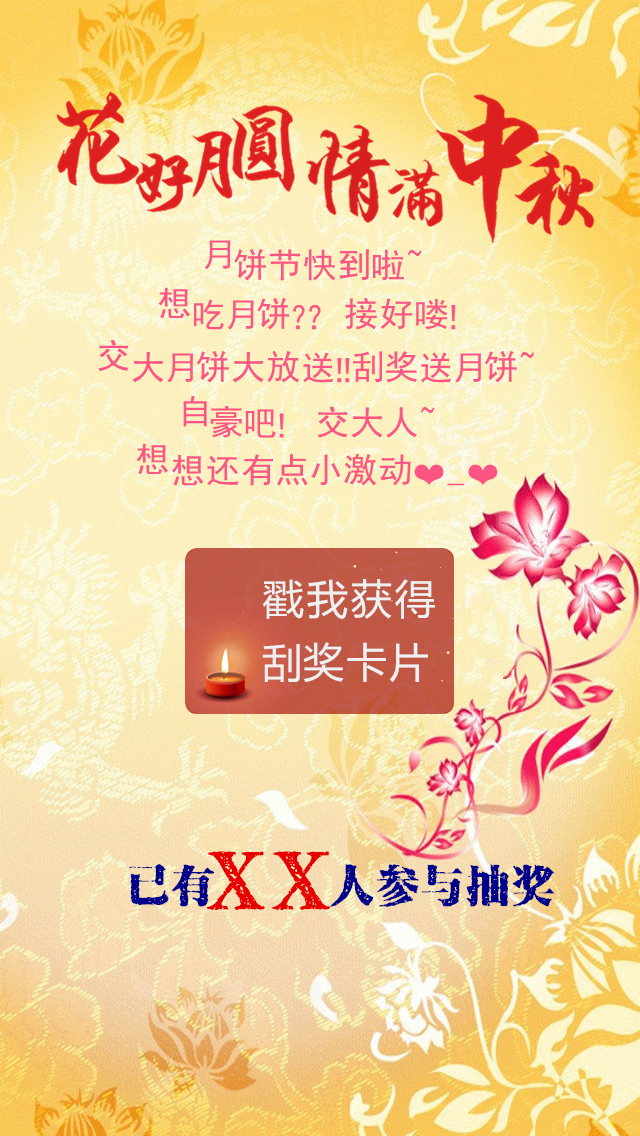 花好月圓 情滿中秋
月饼节快到啦~
想吃月饼?? 接好喽!
交大月饼大放送!!刮奖送月饼~
自豪吧! 交大人~
想想还有点小激动❤_❤
戳我获得
刮奖卡片
已有XX人参与抽奖